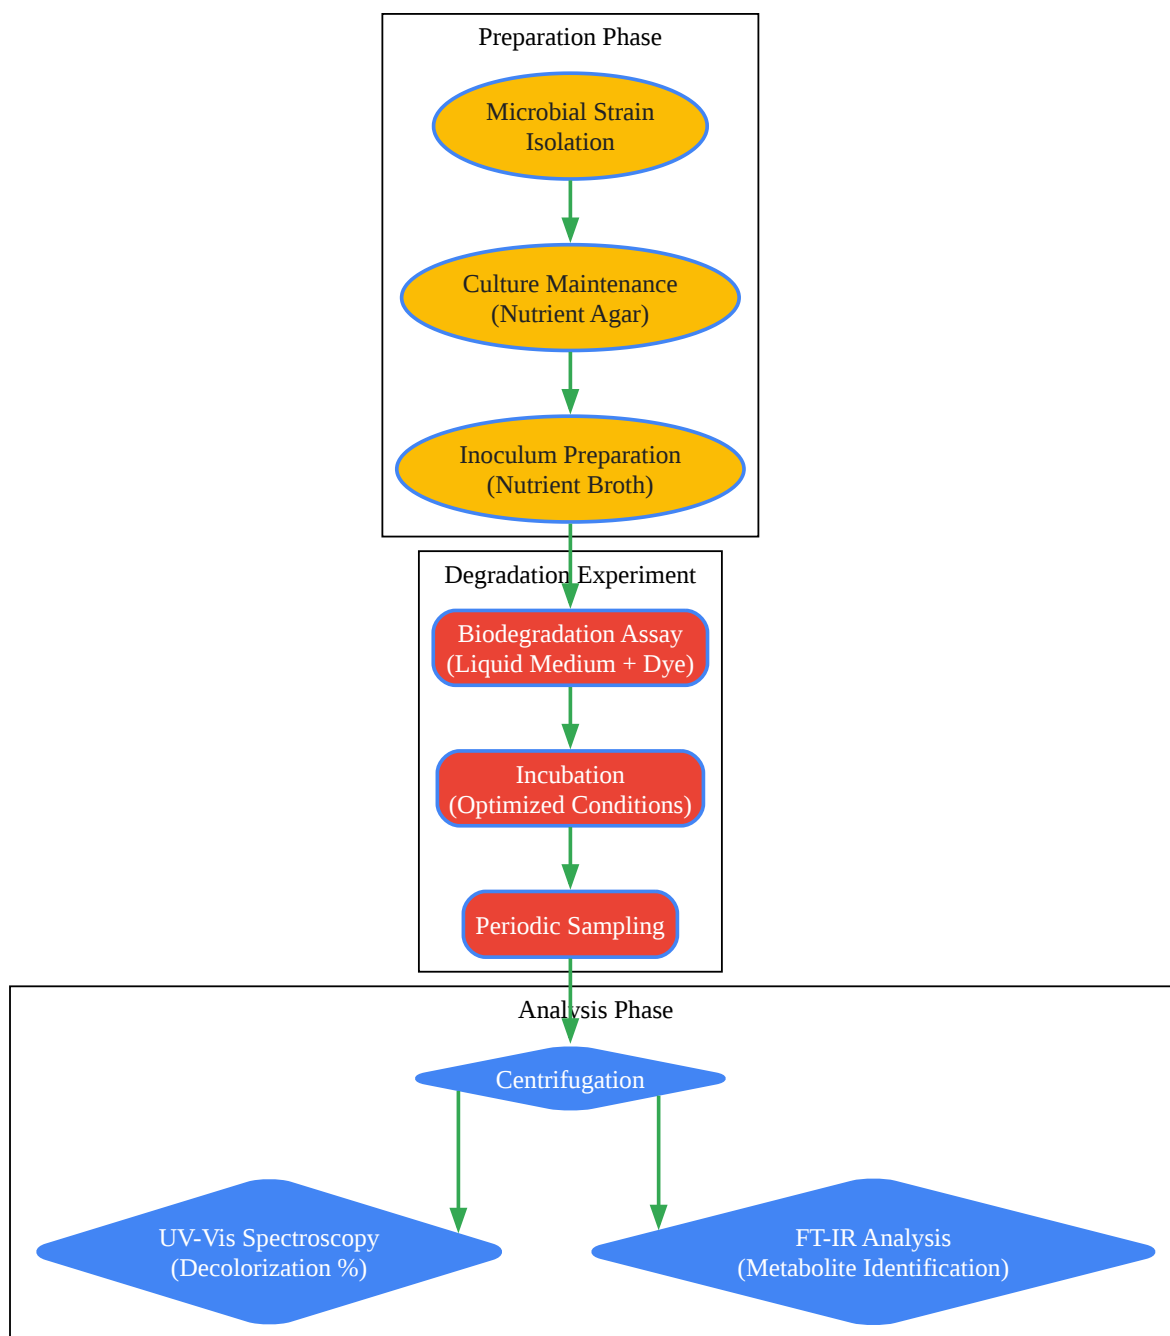 Preparation Phase
Microbial Strain
Isolation
Culture Maintenance
(Nutrient Agar)
Inoculum Preparation
(Nutrient Broth)
Degradation Experiment
Biodegradation Assay
(Liquid Medium + Dye)
Incubation
(Optimized Conditions)
Periodic Sampling
Analysis Phase
Centrifugation
UV-Vis Spectroscopy
(Decolorization %)
FT-IR Analysis
(Metabolite Identification)